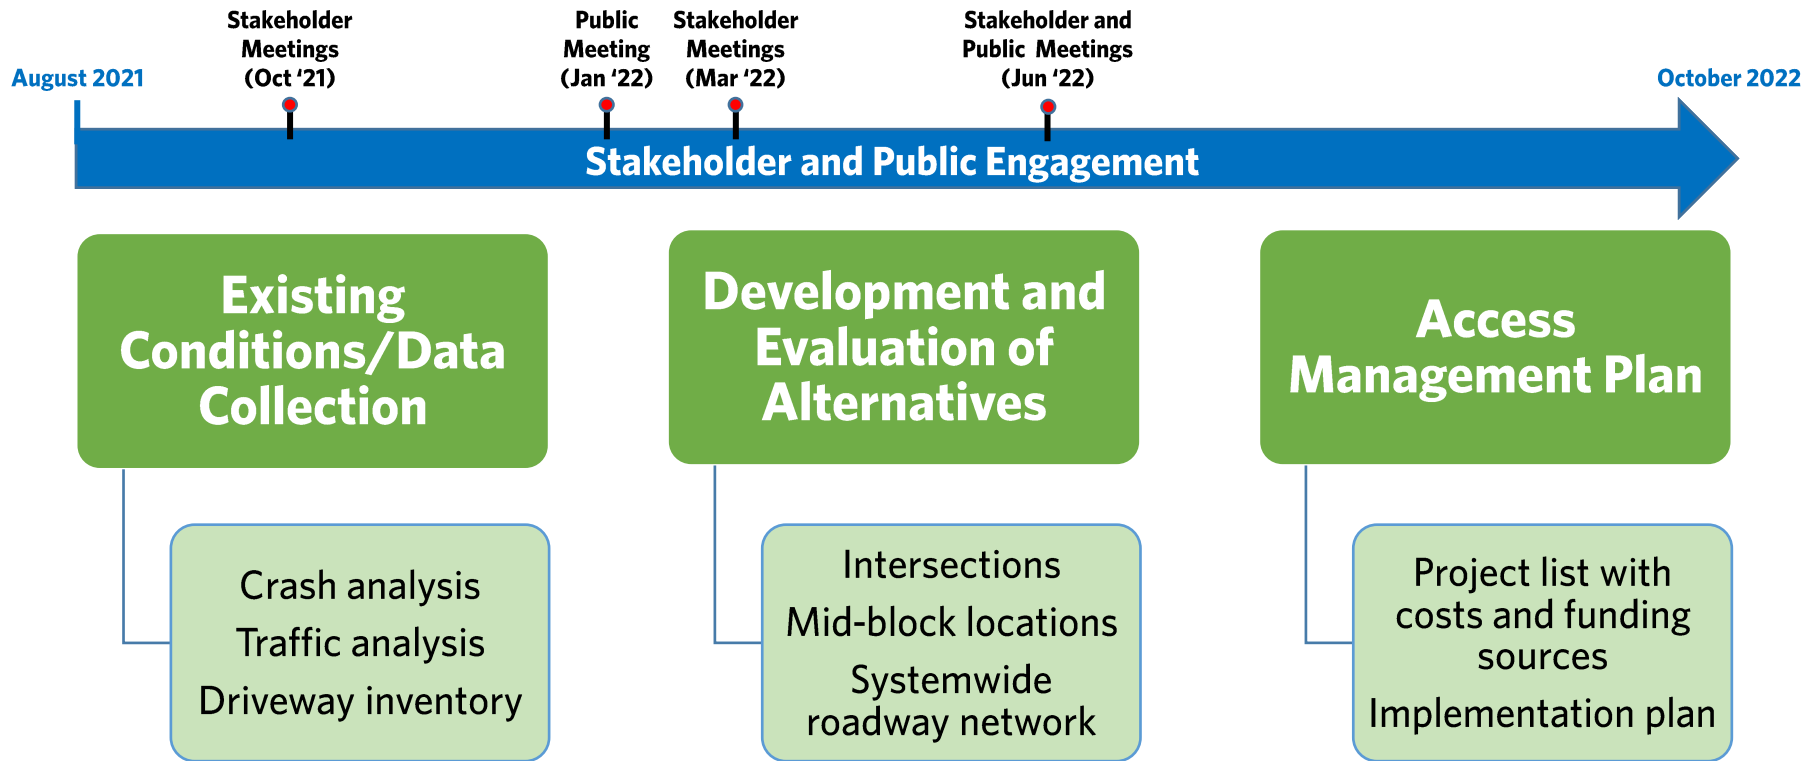 August 2021
Stakeholder
Meetings
(Oct ‘21)
Public
Meeting
(Jan ‘22)
Stakeholder
Meetings
(Mar ‘22)
Stakeholder and
Public Meetings
(Jun ‘22)
October 2022
Stakeholder and Public Engagement
Existing
Conditions/Data
Collection
Crash analysis
Traffic analysis
Driveway inventory
Development and
Evaluation of
Alternatives
Intersections
Mid-block locations
Systemwide
roadway network
Access
Management Plan
Project list with
costs and funding
sources
Implementation plan